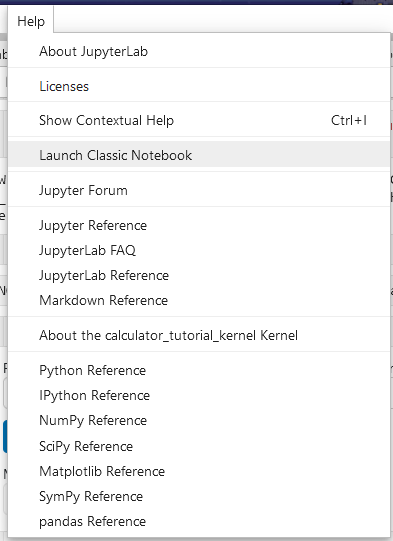 Help
About JupyterLab
Licenses
Show Contextual Help Ctrl+I
Launch Classic Notebook
Jupyter Forum
Jupyter Reference
JupyterLab FAQ
JupyterLab Reference
Markdown Reference
About the calculator_tutorial_kernel Kernel
Python Reference
IPython Reference
NumPy Reference
SciPy Reference
Matplotlib Reference
SymPy Reference
pandas Reference